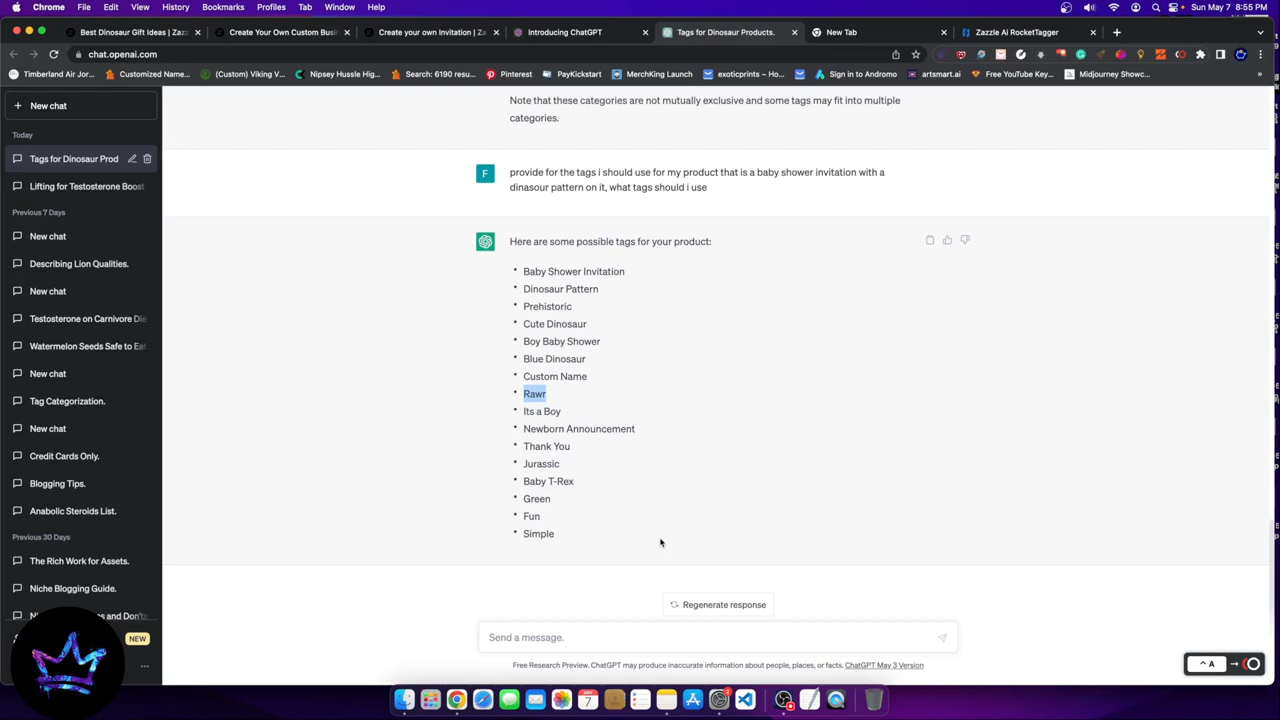 Chrome File Edit View History Bookmarks Profiles Tab Window Help Sun May 7 8:55 PM
Best Dinosaur Gift Ideas | Zazz
Create Your Own Custom Busin
Create your own Invitation | Za
Introducing ChatGPT
Tags for Dinosaur Products.
New Tab
Zazzle Ai RocketTagger
chat.openai.com
Timberland Air Jor...
Customized Name...
(Custom) Viking V...
Nipsey Hussle Hig...
Search: 6190 resu...
Pinterest
PayKickstart
MerchKing Launch
exoticprints – Ho...
Sign in to Andromo
artsmart.ai
Free YouTube Key...
Midjourney Showc...
»
+ New chat
Today
Tags for Dinosaur Prod
Lifting for Testosterone Boost
Previous 7 Days
New chat
Describing Lion Qualities.
New chat
Testosterone on Carnivore Die
Watermelon Seeds Safe to Eat
New chat
Tag Categorization.
New chat
Credit Cards Only.
Blogging Tips.
Anabolic Steroids List.
Previous 30 Days
The Rich Work for Assets.
Niche Blogging Guide.
s and Don'ts
NEW
...
Note that these categories are not mutually exclusive and some tags may fit into multiple
categories.
F
provide for the tags i should use for my product that is a baby shower invitation with a
dinasour pattern on it, what tags should i use
Here are some possible tags for your product:
• Baby Shower Invitation
• Dinosaur Pattern
• Prehistoric
• Cute Dinosaur
• Boy Baby Shower
• Blue Dinosaur
• Custom Name
• Rawr
• Its a Boy
• Newborn Announcement
• Thank You
• Jurassic
• Baby T-Rex
• Green
• Fun
• Simple
Regenerate response
Send a message.
Free Research Preview. ChatGPT may produce inaccurate information about people, places, or facts. ChatGPT May 3 Version
^ A
7